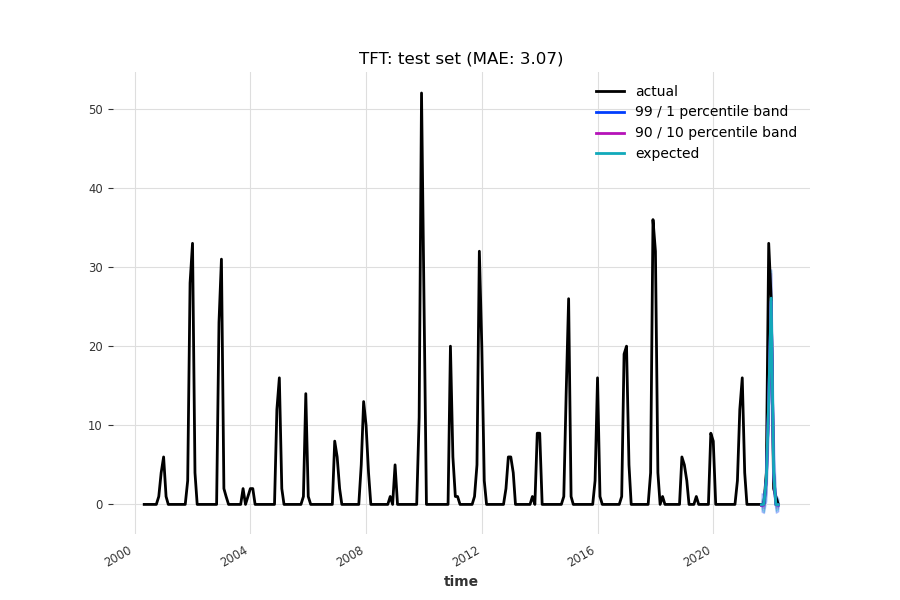 TFT: test set (MAE: 3.07)
actual
99 / 1 percentile band
90 / 10 percentile band
expected
50
40
30
20
10
0
2000
2004
2008
2012
2016
2020
time